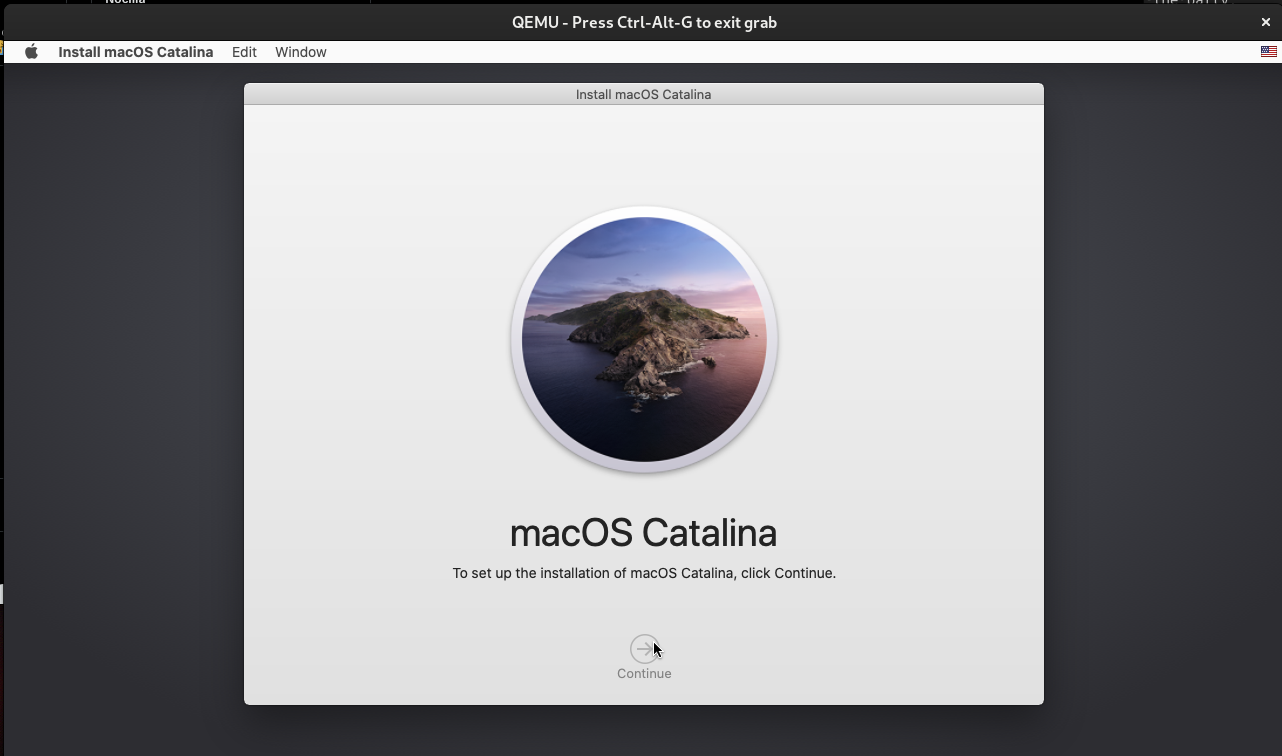 QEMU - Press Ctrl-Alt-G to exit grab
Install macOS Catalina Edit Window
Install macOS Catalina
macOS Catalina
To set up the installation of macOS Catalina, click Continue.
Continue